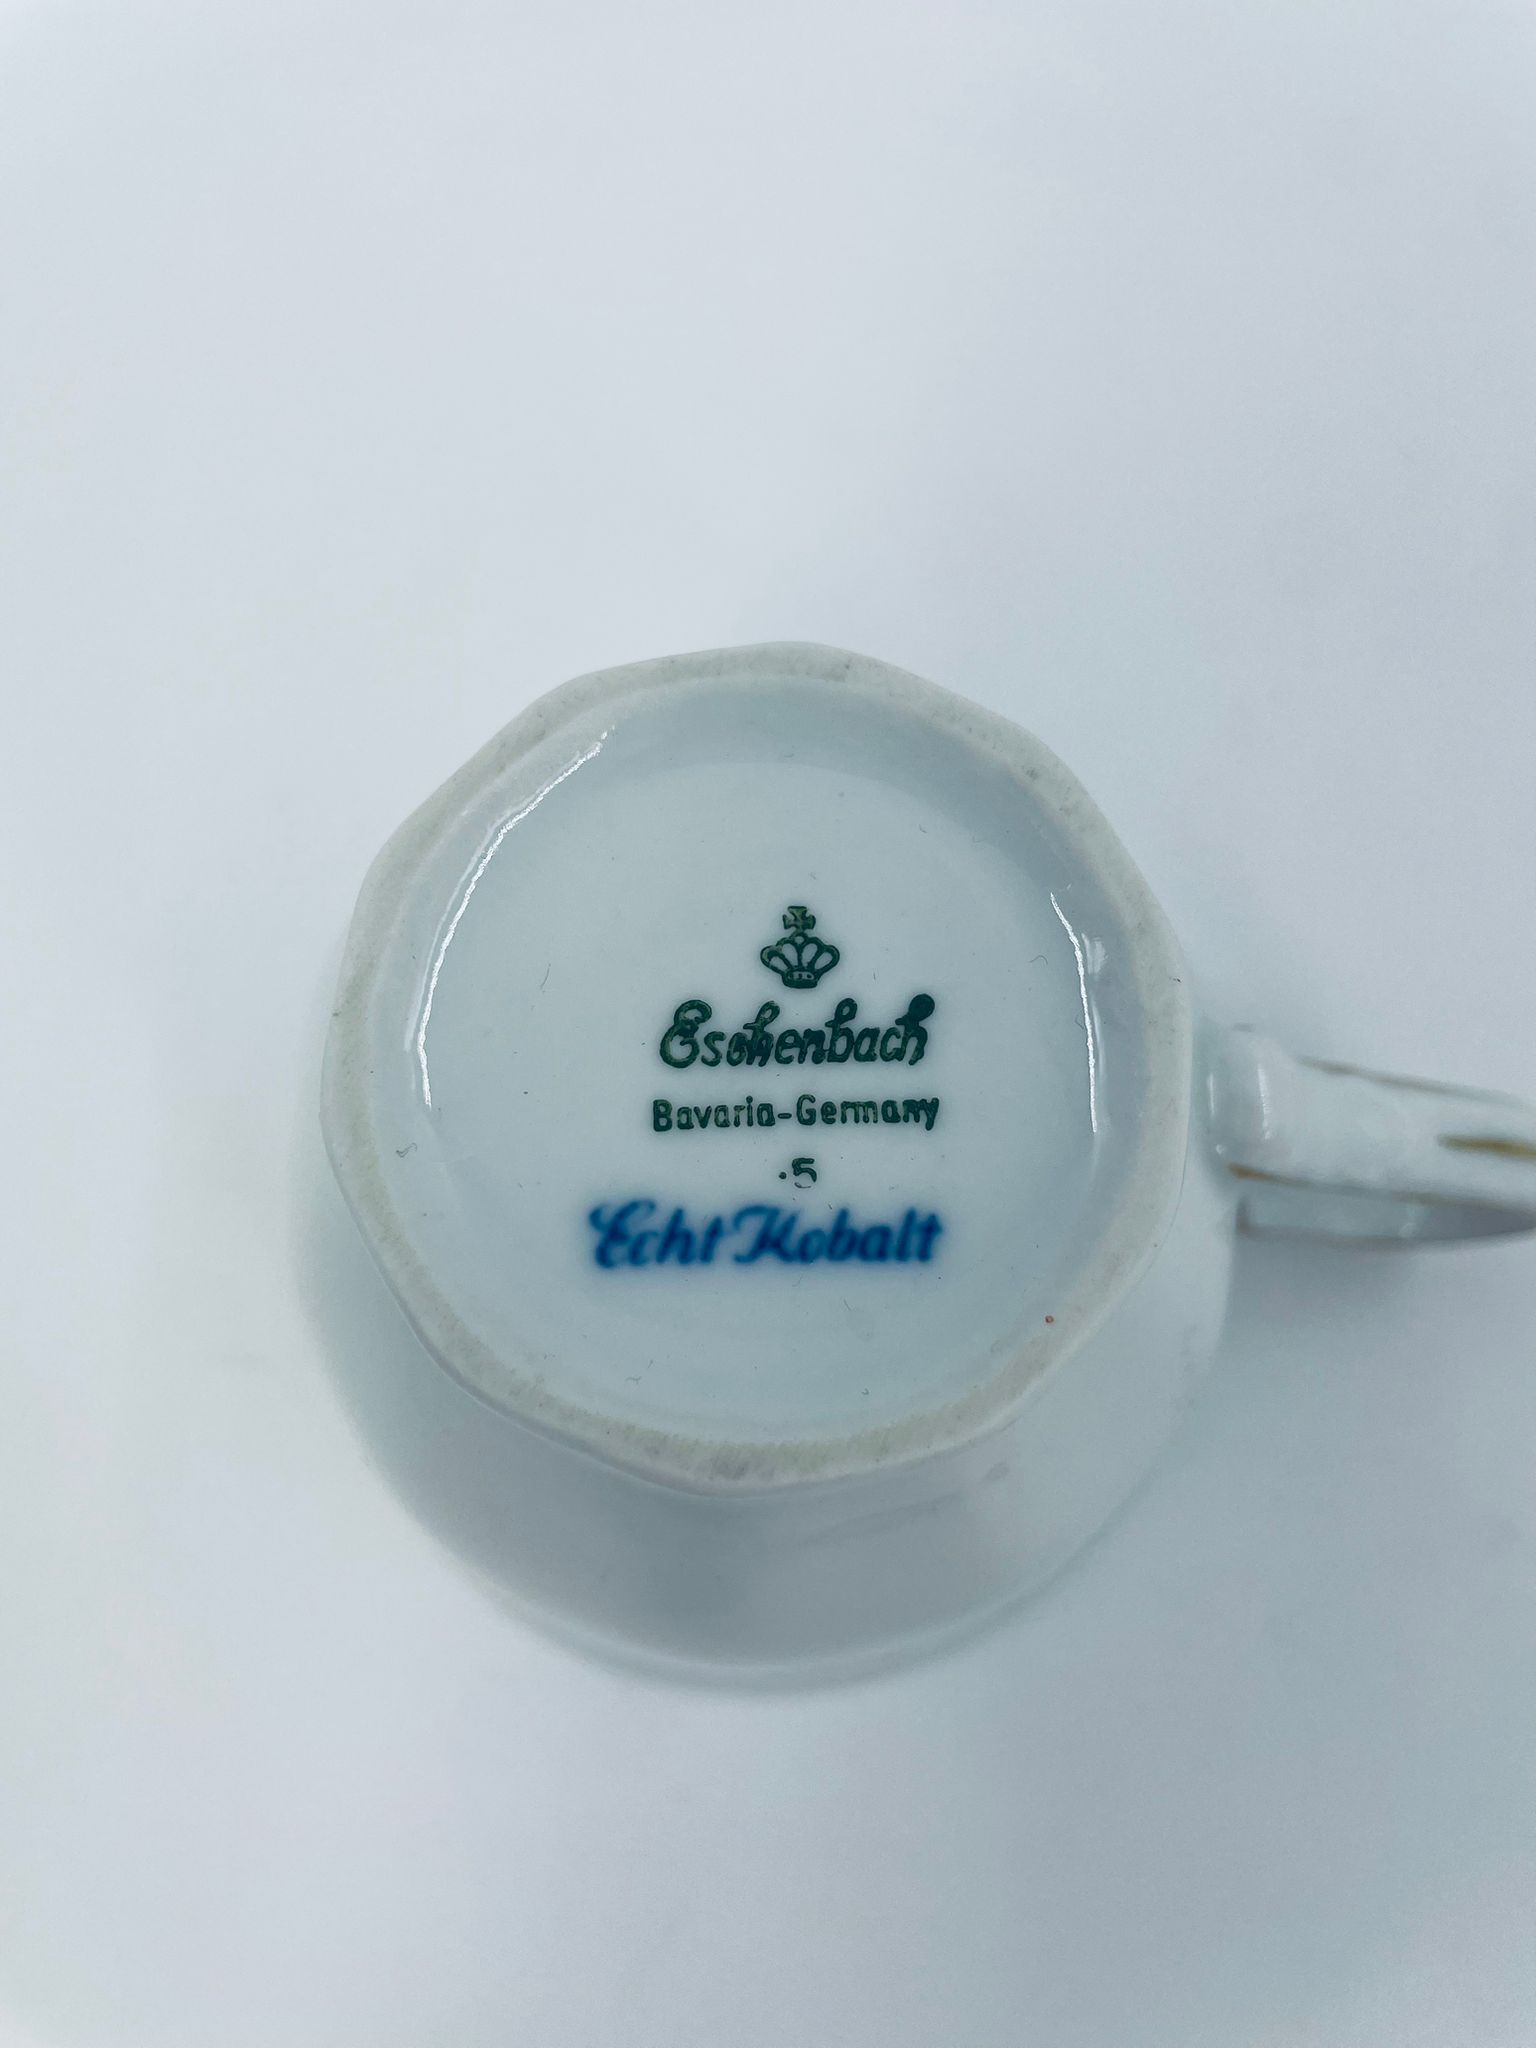 Eschenbach
Bavaria-Germany
.5
Echt Kobalt